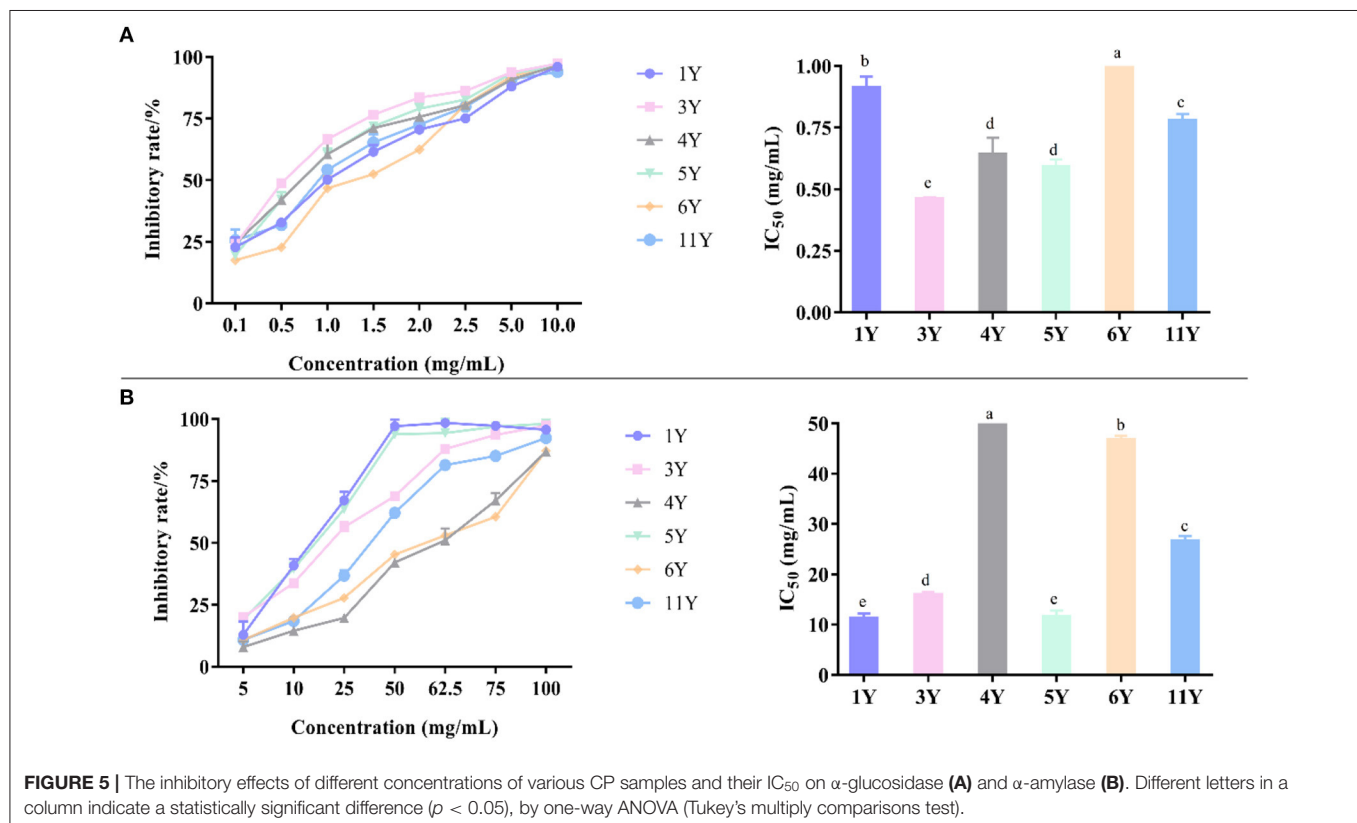 A
Inhibitory rate/%
100
75
50
25
0
0.1 0.5 1.0 1.5 2.0 2.5 5.0 10.0
Concentration (mg/mL)
1Y
3Y
4Y
5Y
6Y
11Y
IC50 (mg/mL)
1.00
0.75
0.50
0.25
0.00
b
e
d
d
a
c
1Y 3Y 4Y 5Y 6Y 11Y
B
Inhibitory rate/%
100
75
50
25
0
5 10 25 50 62.5 75 100
Concentration (mg/mL)
1Y
3Y
4Y
5Y
6Y
11Y
IC50 (mg/mL)
50
40
30
20
10
0
e
d
a
e
b
c
1Y 3Y 4Y 5Y 6Y 11Y
FIGURE 5 | The inhibitory effects of different concentrations of various CP samples and their IC50 on α-glucosidase (A) and α-amylase (B). Different letters in a
column indicate a statistically significant difference (p < 0.05), by one-way ANOVA (Tukey's multiply comparisons test).